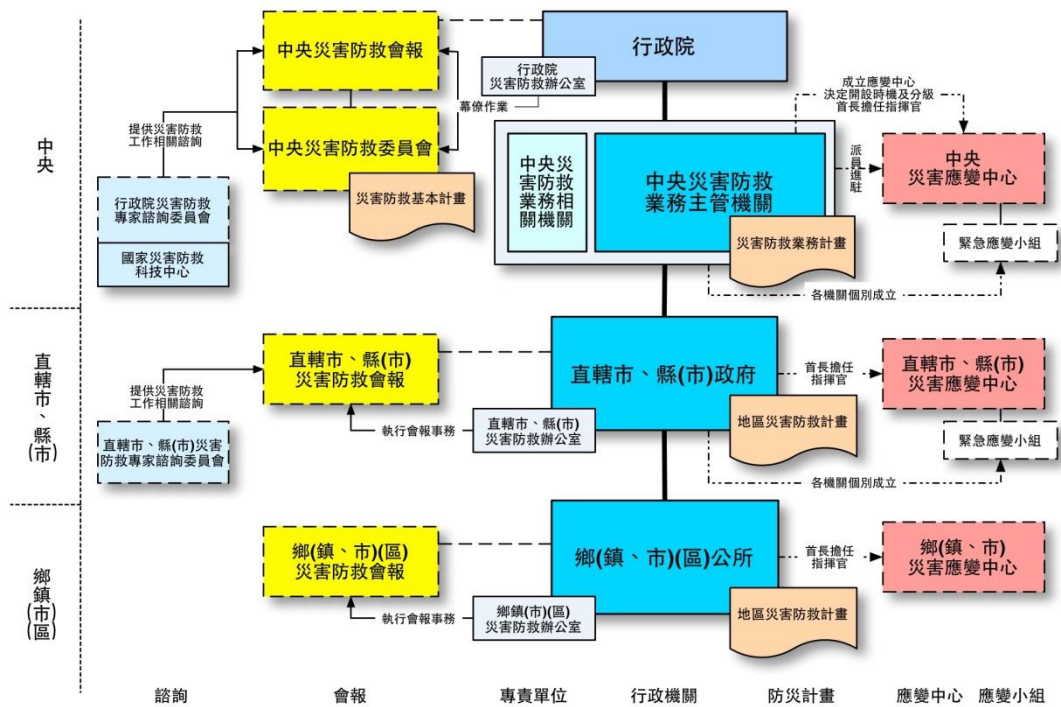 中央
中央災害防救會報
行政院
行政院
災害防救辦公室
幕僚作業
成立應變中心
決定開設時機及分級
首長擔任指揮官
提供災害防救
工作相關諮詢
中央災害防救委員會
災害防救基本計畫
行政院災害防救
專家諮詢委員會
國家災害防救
科技中心
中央災
害防救
業務相
關機關
中央災害防救
業務主管機關
災害防救業務計畫
派員進駐
中央
災害應變中心
緊急應變小組
各機關個別成立
直轄市、縣(市)
直轄市、縣(市)
災害防救會報
直轄市、縣(市)政府
首長擔任
指揮官
直轄市、縣(市)
災害應變中心
提供災害防救
工作相關諮詢
執行會報事務
直轄市、縣(市)
災害防救辦公室
地區災害防救計畫
緊急應變小組
直轄市、縣(市)災害
防救專家諮詢委員會
各機關個別成立
鄉鎮(市)(區)
鄉(鎮、市)(區)
災害防救會報
鄉(鎮、市)(區)公所
首長擔任
指揮官
鄉(鎮、市)
災害應變中心
執行會報事務
鄉鎮(市)(區)
災害防救辦公室
地區災害防救計畫
諮詢
會報
專責單位
行政機關
防災計畫
應變中心
應變小組